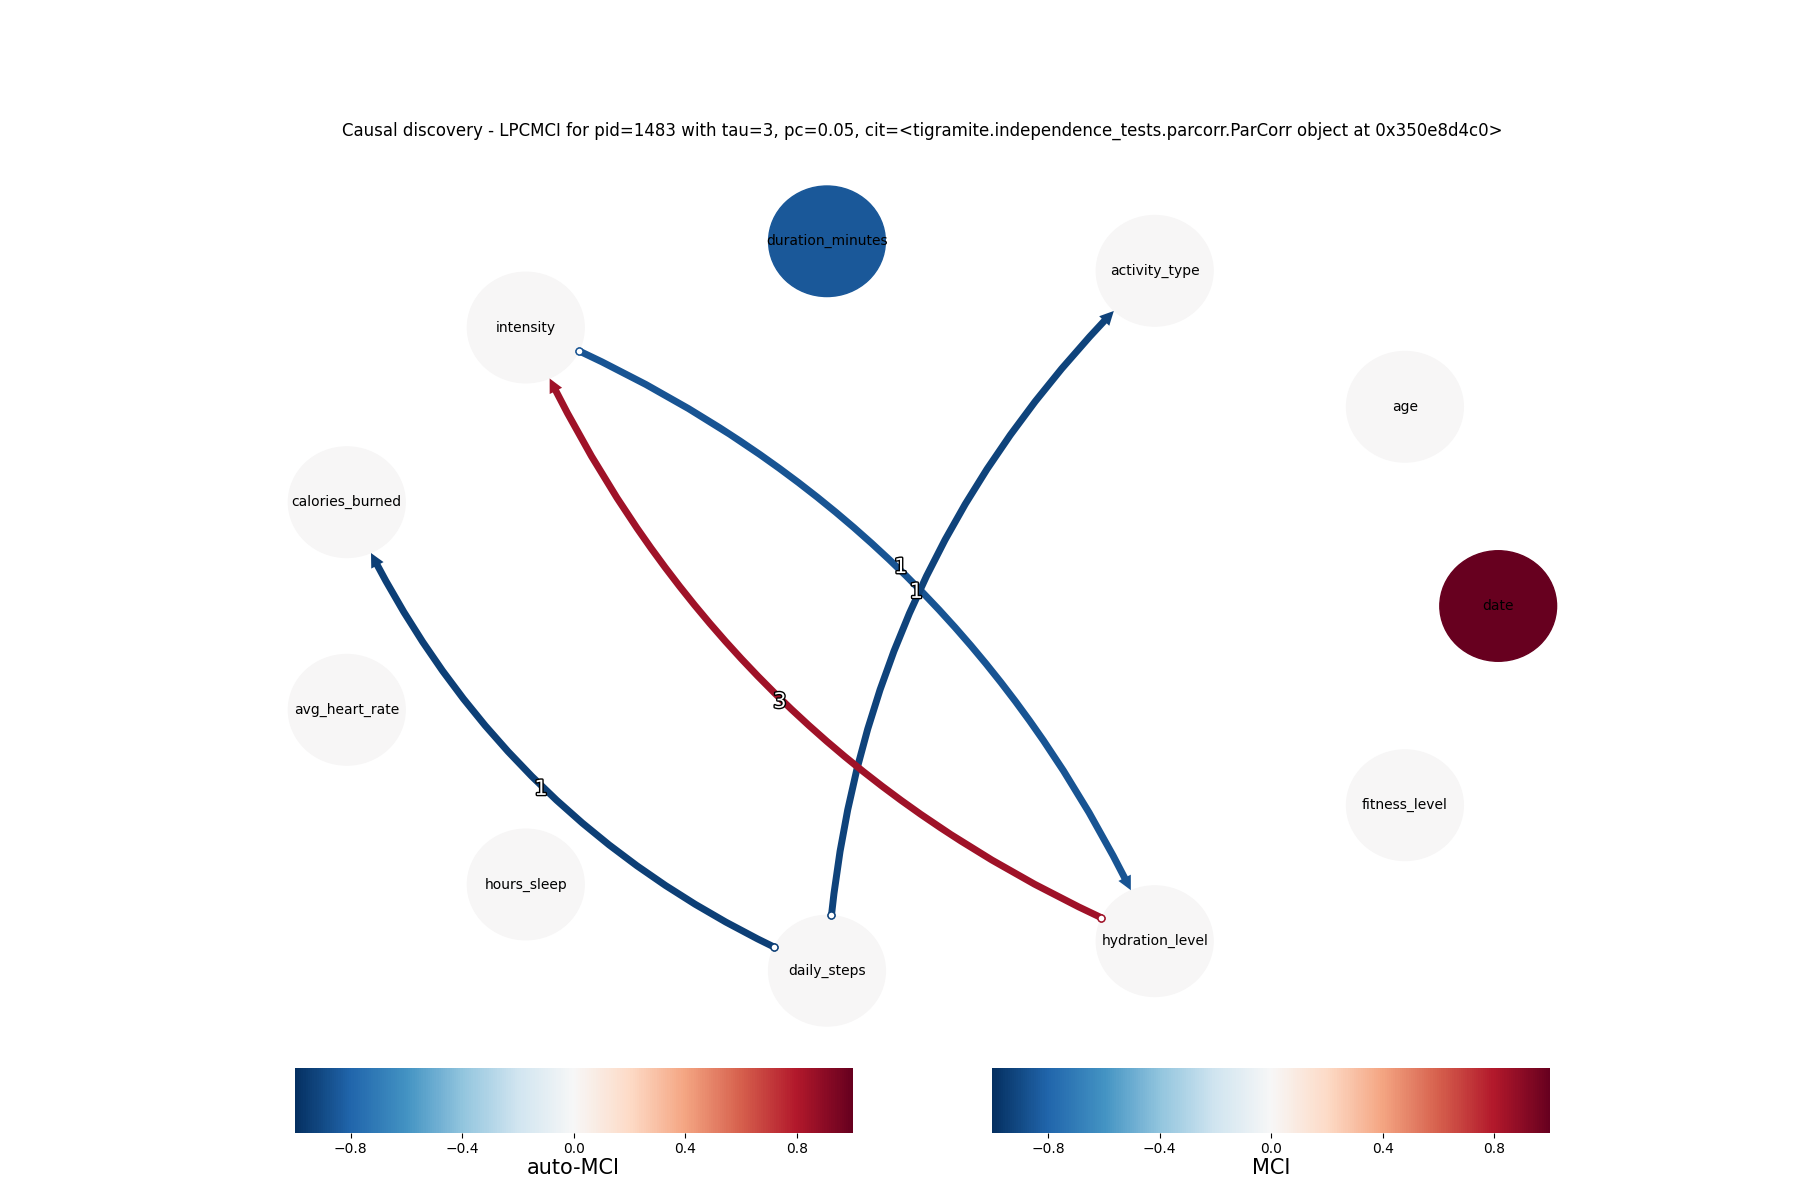 Causal discovery - LPCMCI for pid=1483 with tau=3, pc=0.05, cit=<tigramite.independence_tests.parcorr.ParCorr object at 0x350e8d4c0>
duration_minutes
activity_type
intensity
age
calories_burned
1
1
date
3
avg_heart_rate
1
fitness_level
hours_sleep
hydration_level
daily_steps
−0.8 −0.4 0.0 0.4 0.8
auto-MCI
−0.8 −0.4 0.0 0.4 0.8
MCI